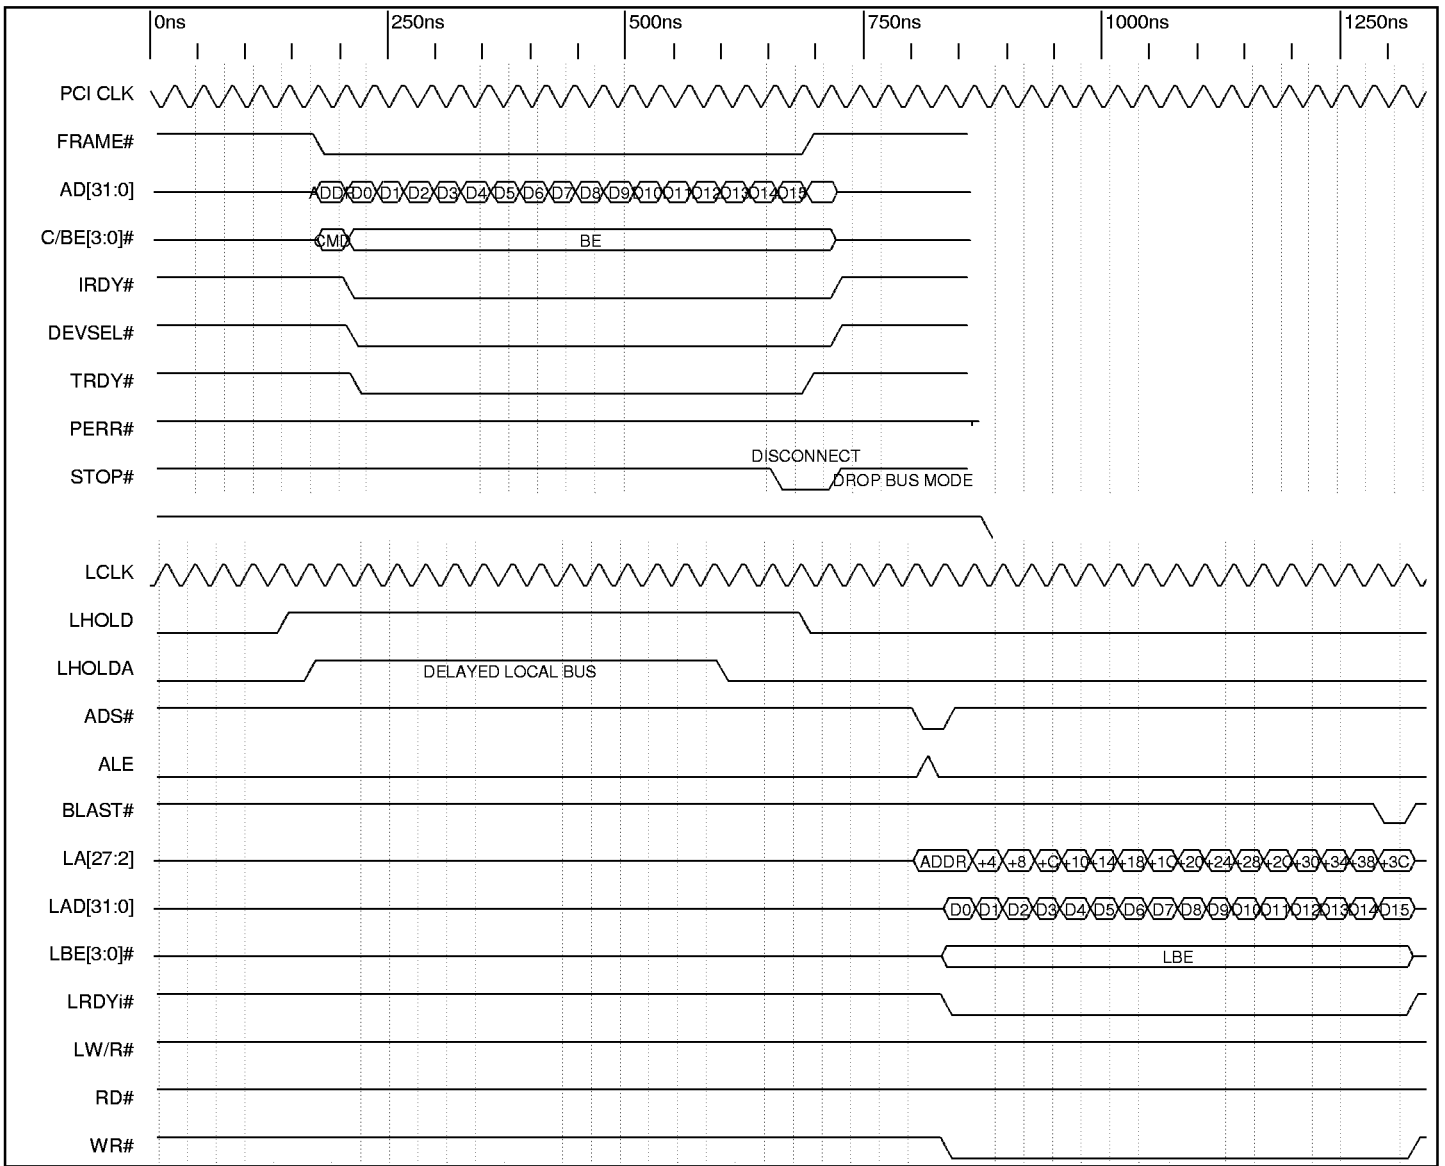 0ns 250ns 500ns 750ns 1000ns 1250ns
PCI CLK
FRAME#
AD[31:0] ADDR D0 D1 D2 D3 D4 D5 D6 D7 D8 D9 D10 D11 D12 D13 D14 D15
C/BE[3:0]# CMD BE
IRDY#
DEVSEL#
TRDY#
PERR#
DISCONNECT
STOP# DROP BUS MODE
LCLK
LHOLD
LHOLDA DELAYED LOCAL BUS
ADS#
ALE
BLAST#
LA[27:2] ADDR +4 +8 +C +10 +14 +18 +1C +20 +24 +28 +2C +30 +34 +38 +3C
LAD[31:0] D0 D1 D2 D3 D4 D5 D6 D7 D8 D9 D10 D11 D12 D13 D14 D15
LBE[3:0]# LBE
LRDYi#
LW/R#
RD#
WR#